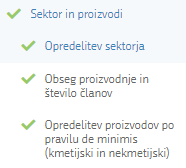 Sektor in proizvodi
Opredelitev sektorja
Obseg proizvodnje in
število članov
Opredelitev proizvodov po
pravilu de minimis
(kmetijski in nekmetijski)